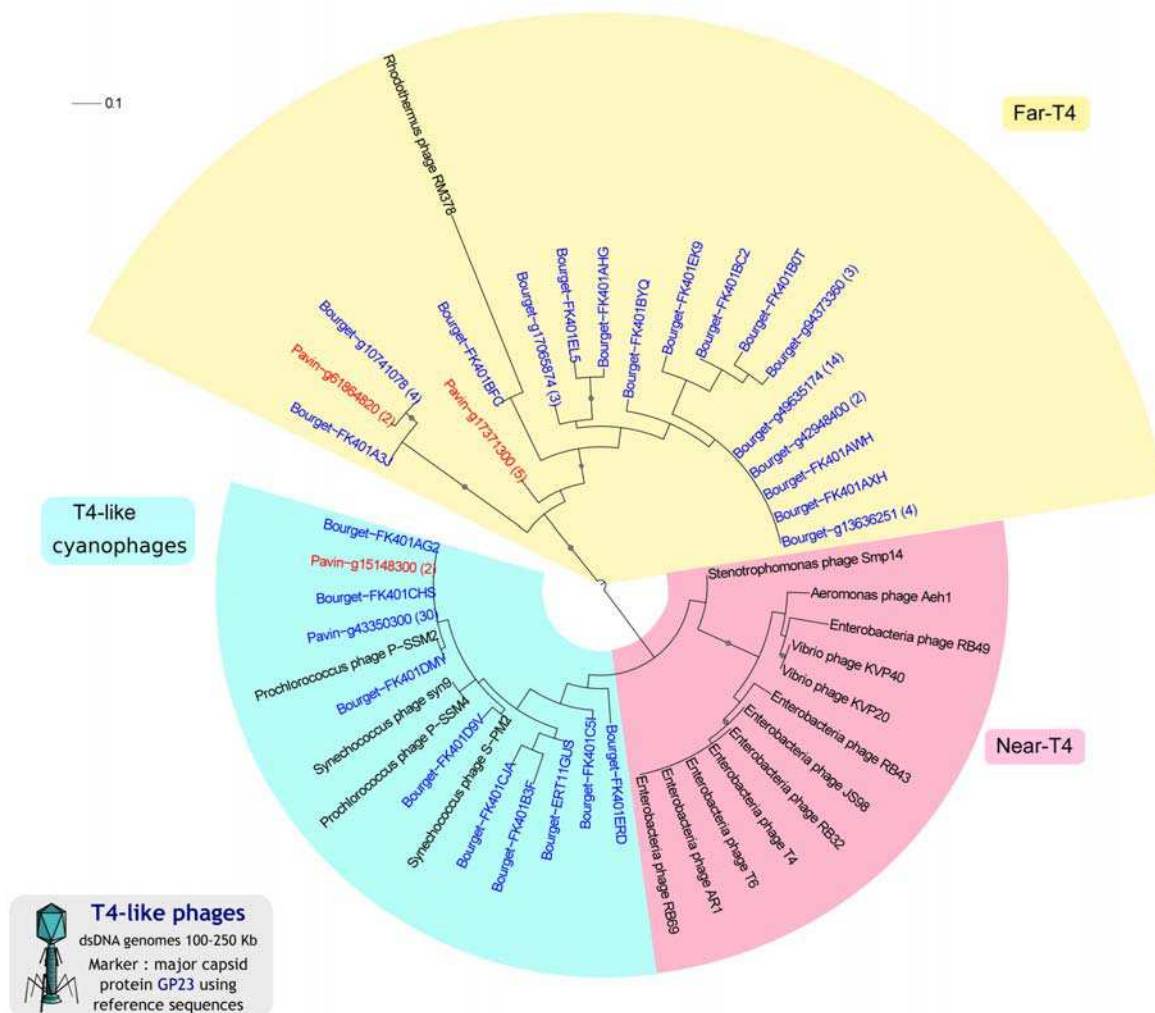 0.1
Far-T4
Rhodothermus phage RM378
Bourget-g10741078 (4)
Pavin-g61864820 (2)
Bourget-FK401A3J
Bourget-FK401BFC
Pavin-g17371300 (5)
Bourget-g17065874 (3)
Bourget-FK401EL5
Bourget-FK401AHG
Bourget-FK401BYQ
Bourget-FK401EK9
Bourget-FK401BC2
Bourget-FK401B0T
Bourget-g94373360 (3)
Bourget-g49635174 (14)
Bourget-g42948400 (2)
Bourget-FK401AWH
Bourget-FK401AXH
Bourget-g13636251 (4)
T4-like
cyanophages
Bourget-FK401AG2
Pavin-g15148300 (2)
Bourget-FK401CHS
Pavin-g43350300 (30)
Prochlorococcus phage P-SSM2
Bourget-FK401DMY
Synechococcus phage syn9
Prochlorococcus phage P-SSM4
Bourget-FK401D9V
Synechococcus phage S-PM2
Bourget-FK401CJA
Bourget-FK401B3F
Bourget-ERT11GUS
Bourget-FK401C5I
Bourget-FK401ERD
Stenotrophomonas phage Smp14
Aeromonas phage Aeh1
Enterobacteria phage RB49
Vibrio phage KVP40
Vibrio phage KVP20
Enterobacteria phage RB43
Enterobacteria phage JS98
Enterobacteria phage RB32
Enterobacteria phage T4
Enterobacteria phage T6
Enterobacteria phage AR1
Enterobacteria phage RB69
Near-T4
T4-like phages
dsDNA genomes 100-250 Kb
Marker : major capsid
protein GP23 using
reference sequences